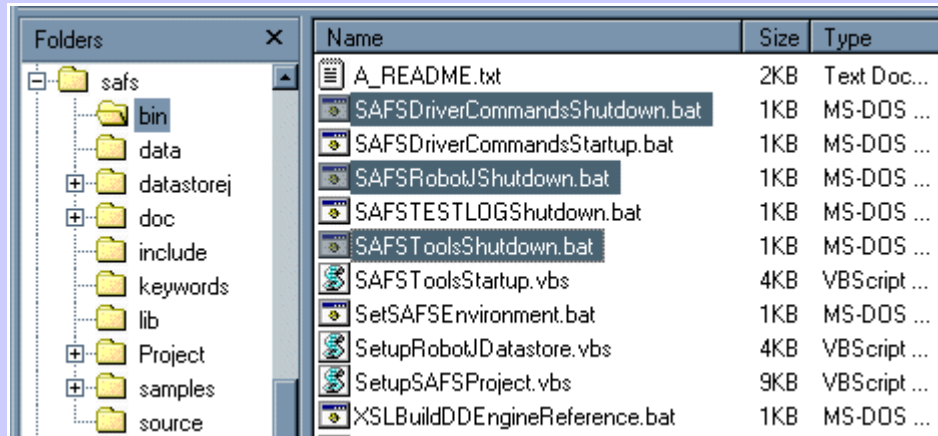 Folders ×
safs
bin
data
datastorej
doc
include
keywords
lib
Project
samples
source
Name Size Type
A_README.txt 2KB Text Doc...
SAFSDriverCommandsShutdown.bat 1KB MS-DOS ...
SAFSDriverCommandsStartup.bat 1KB MS-DOS ...
SAFSRobotJShutdown.bat 1KB MS-DOS ...
SAFSTESTLOGShutdown.bat 1KB MS-DOS ...
SAFSToolsShutdown.bat 1KB MS-DOS ...
SAFSToolsStartup.vbs 4KB VBScript ...
SetSAFSEnvironment.bat 1KB MS-DOS ...
SetupRobotJDatastore.vbs 4KB VBScript ...
SetupSAFSProject.vbs 9KB VBScript ...
XSLBuildDDEngineReference.bat 1KB MS-DOS ...